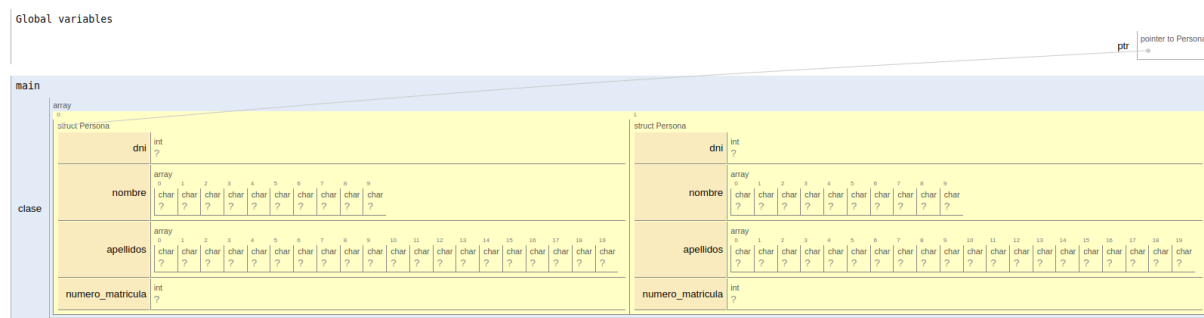 Global variables
ptr
pointer to Persona
main
clase
array
0 1
struct Persona struct Persona
dni int dni int
? ?
nombre array nombre array
0 1 2 3 4 5 6 7 8 9 0 1 2 3 4 5 6 7 8 9
char char char char char char char char char char char char char char char char char char char char
? ? ? ? ? ? ? ? ? ? ? ? ? ? ? ? ? ? ? ?
apellidos array apellidos array
0 1 2 3 4 5 6 7 8 9 10 11 12 13 14 15 16 17 18 19 0 1 2 3 4 5 6 7 8 9 10 11 12 13 14 15 16 17 18 19
char char char char char char char char char char char char char char char char char char char char char char char char char char char char char char char char char char char char char char char char
? ? ? ? ? ? ? ? ? ? ? ? ? ? ? ? ? ? ? ? ? ? ? ? ? ? ? ? ? ? ? ? ? ? ? ? ? ? ? ?
numero_matricula int numero_matricula int
? ?